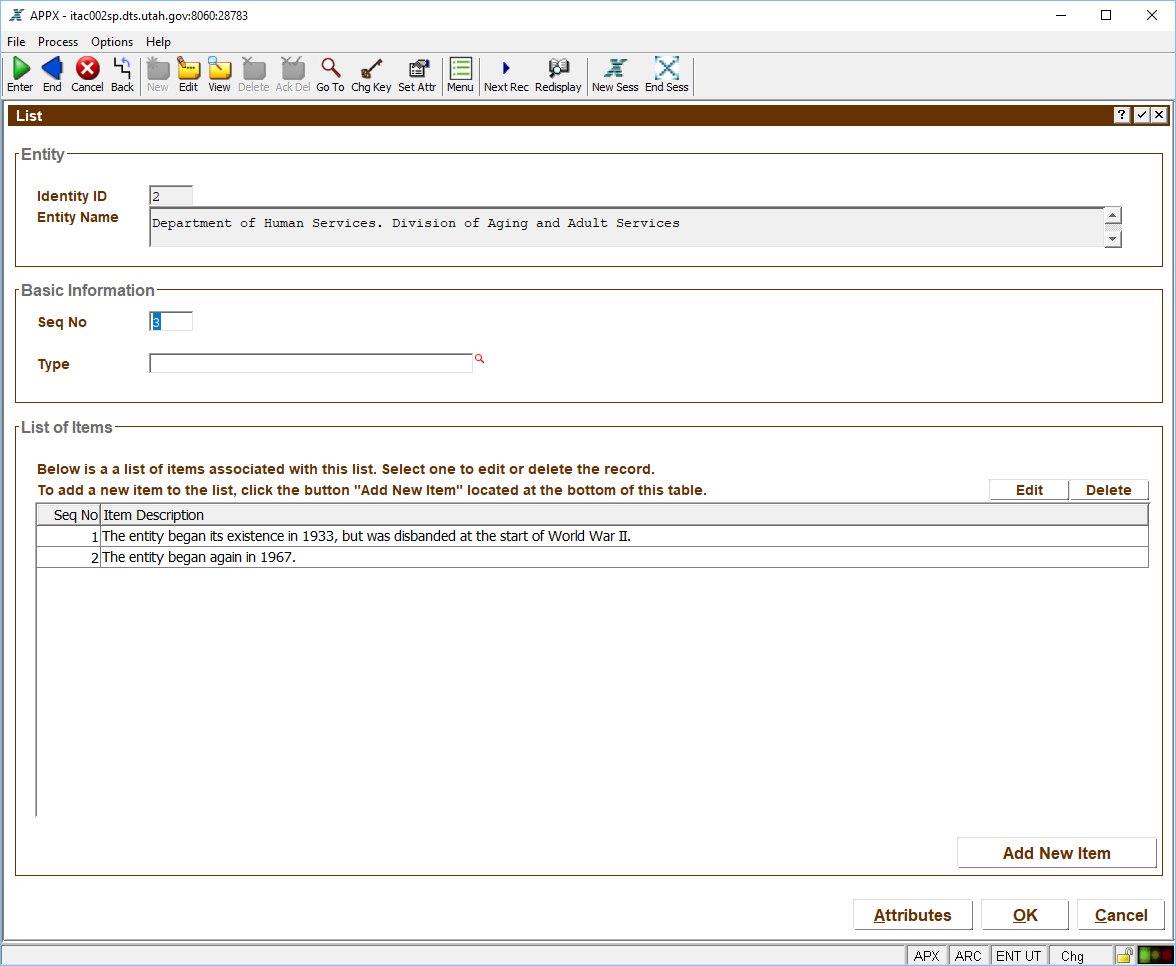 APPX - itac002sp.dts.utah.gov:8060:28783
File Process Options Help
Enter End Cancel Back New Edit View Delete Ack Del Go To Chg Key Set Attr Menu Next Rec Redisplay New Sess End Sess
List
Entity
Identity ID 2
Entity Name Department of Human Services. Division of Aging and Adult Services
Basic Information
Seq No 3
Type
List of Items
Below is a a list of items associated with this list. Select one to edit or delete the record.
To add a new item to the list, click the button "Add New Item" located at the bottom of this table.
Edit Delete
Seq No Item Description
1 The entity began its existence in 1933, but was disbanded at the start of World War II.
2 The entity began again in 1967.
Add New Item
Attributes OK Cancel
APX ARC ENT UT Chg